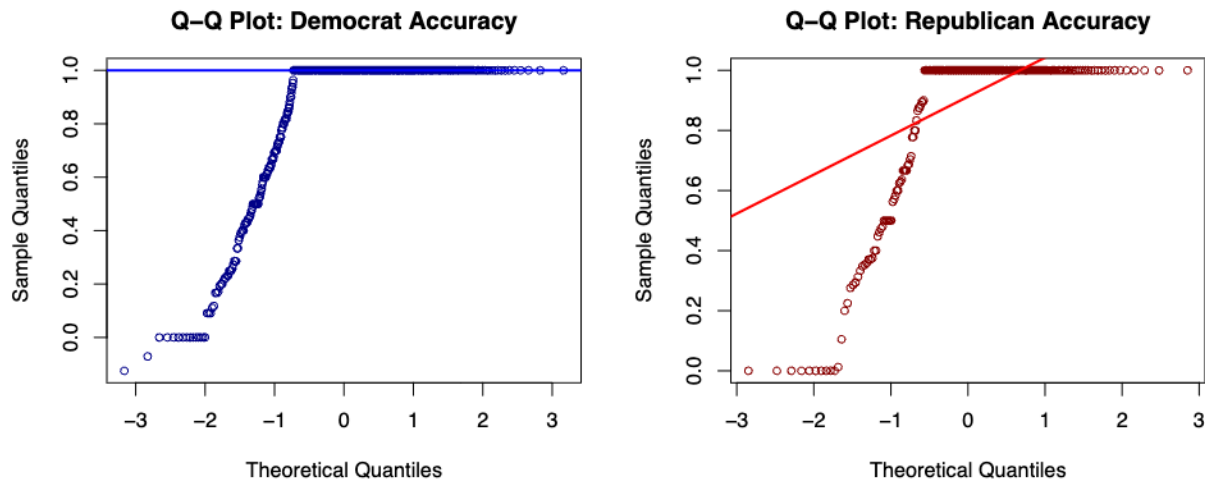 Q−Q Plot: Democrat Accuracy
Sample Quantiles
1.0
0.8
0.6
0.4
0.2
0.0
−3 −2 −1 0 1 2 3
Theoretical Quantiles
Q−Q Plot: Republican Accuracy
Sample Quantiles
1.0
0.8
0.6
0.4
0.2
0.0
−3 −2 −1 0 1 2 3
Theoretical Quantiles